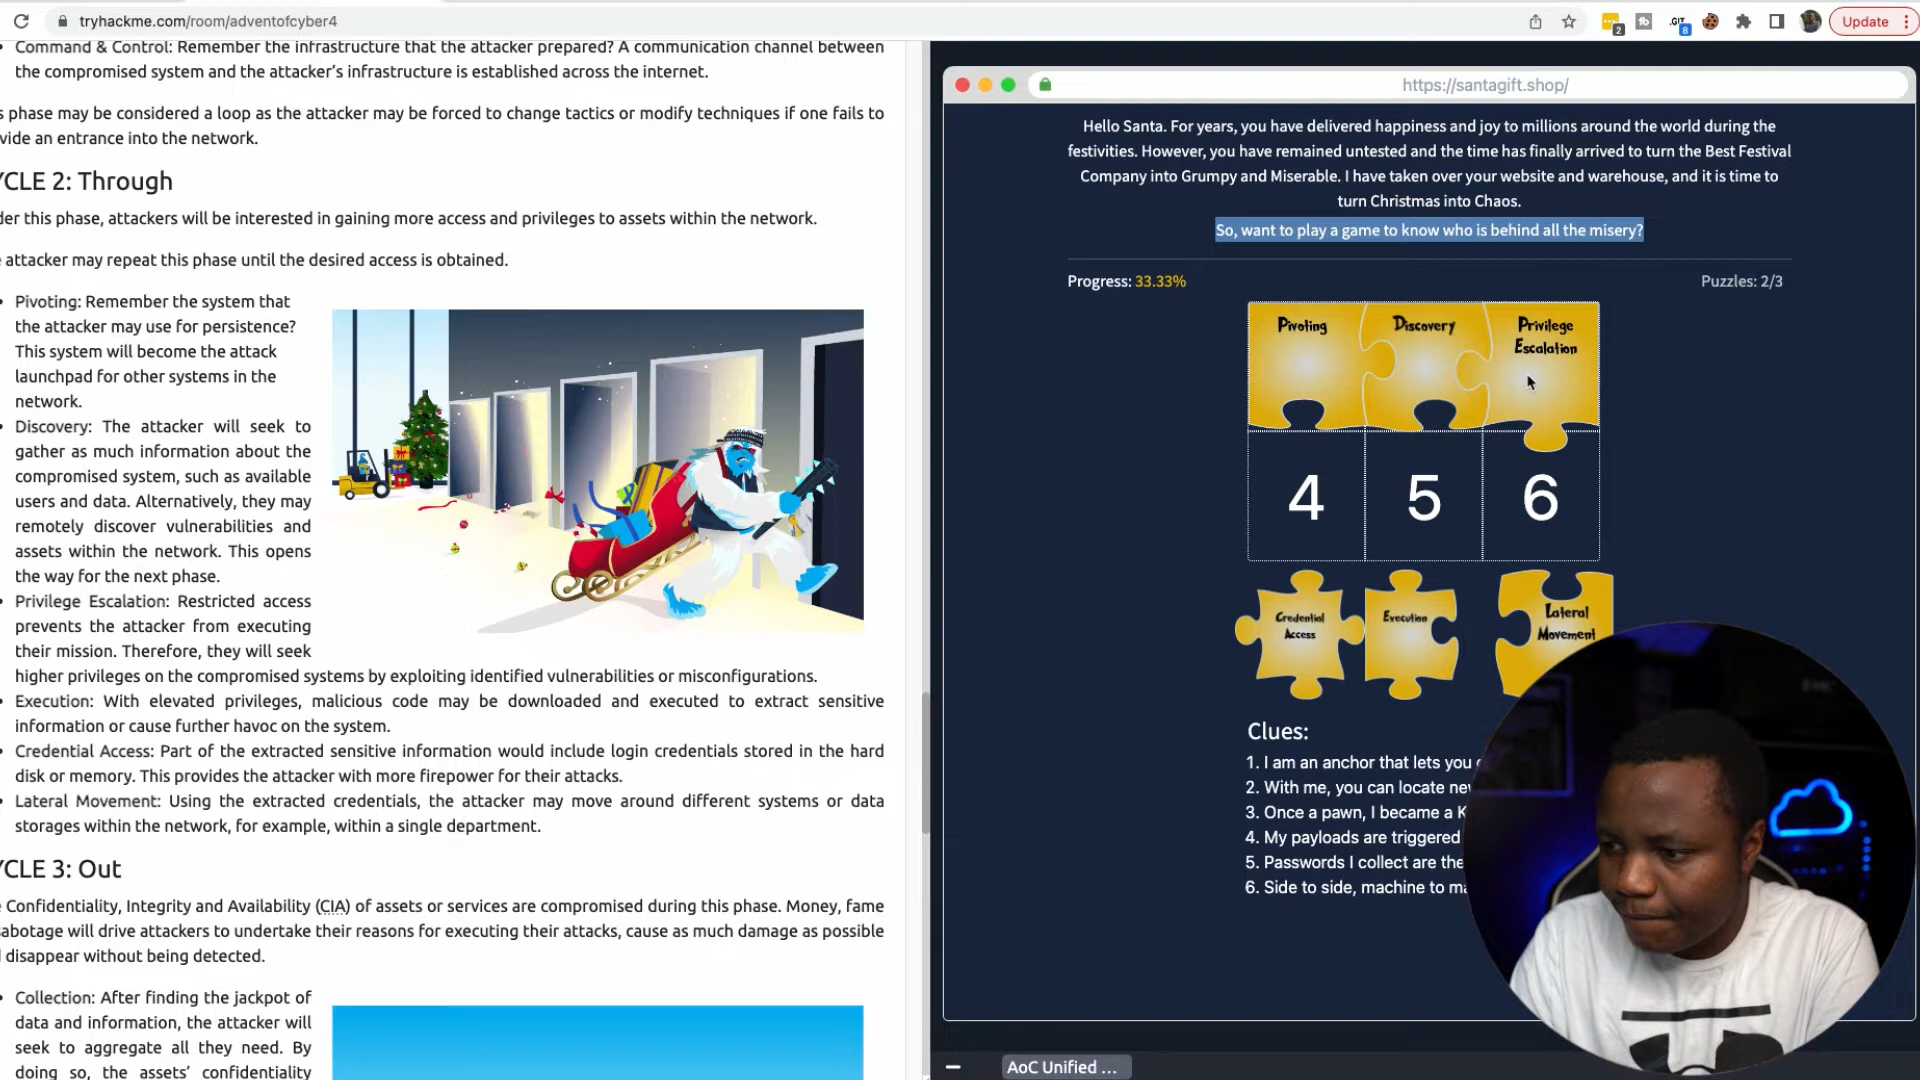 tryhackme.com/room/adventofcyber4
2
.GIT
8
Update
Command & Control: Remember the infrastructure that the attacker prepared? A communication channel between
the compromised system and the attacker's infrastructure is established across the internet.
s phase may be considered a loop as the attacker may be forced to change tactics or modify techniques if one fails to
vide an entrance into the network.
YCLE 2: Through
der this phase, attackers will be interested in gaining more access and privileges to assets within the network.
attacker may repeat this phase until the desired access is obtained.
Pivoting: Remember the system that
the attacker may use for persistence?
This system will become the attack
launchpad for other systems in the
network.
Discovery: The attacker will seek to
gather as much information about the
compromised system, such as available
users and data. Alternatively, they may
remotely discover vulnerabilities and
assets within the network. This opens
the way for the next phase.
Privilege Escalation: Restricted access
prevents the attacker from executing
their mission. Therefore, they will seek
higher privileges on the compromised systems by exploiting identified vulnerabilities or misconfigurations.
Execution: With elevated privileges, malicious code may be downloaded and executed to extract sensitive
information or cause further havoc on the system.
Credential Access: Part of the extracted sensitive information would include login credentials stored in the hard
disk or memory. This provides the attacker with more firepower for their attacks.
Lateral Movement: Using the extracted credentials, the attacker may move around different systems or data
storages within the network, for example, within a single department.
YCLE 3: Out
Confidentiality, Integrity and Availability (CIA) of assets or services are compromised during this phase. Money, fame
sabotage will drive attackers to undertake their reasons for executing their attacks, cause as much damage as possible
disappear without being detected.
Collection: After finding the jackpot of
data and information, the attacker will
seek to aggregate all they need. By
doing so, the assets' confidentiality
https://santagift.shop/
Hello Santa. For years, you have delivered happiness and joy to millions around the world during the
festivities. However, you have remained untested and the time has finally arrived to turn the Best Festival
Company into Grumpy and Miserable. I have taken over your website and warehouse, and it is time to
turn Christmas into Chaos.
So, want to play a game to know who is behind all the misery?
Progress: 33.33%
Puzzles: 2/3
Pivoting
Discovery
Privilege
Escalation
4
5
6
Credential
Access
Execution
Lateral
Movement
Clues:
1. I am an anchor that lets you
2. With me, you can locate
3. Once a pawn, I became a
4. My payloads are triggered
5. Passwords I collect are
6. Side to side, machine to
AoC Unified ...